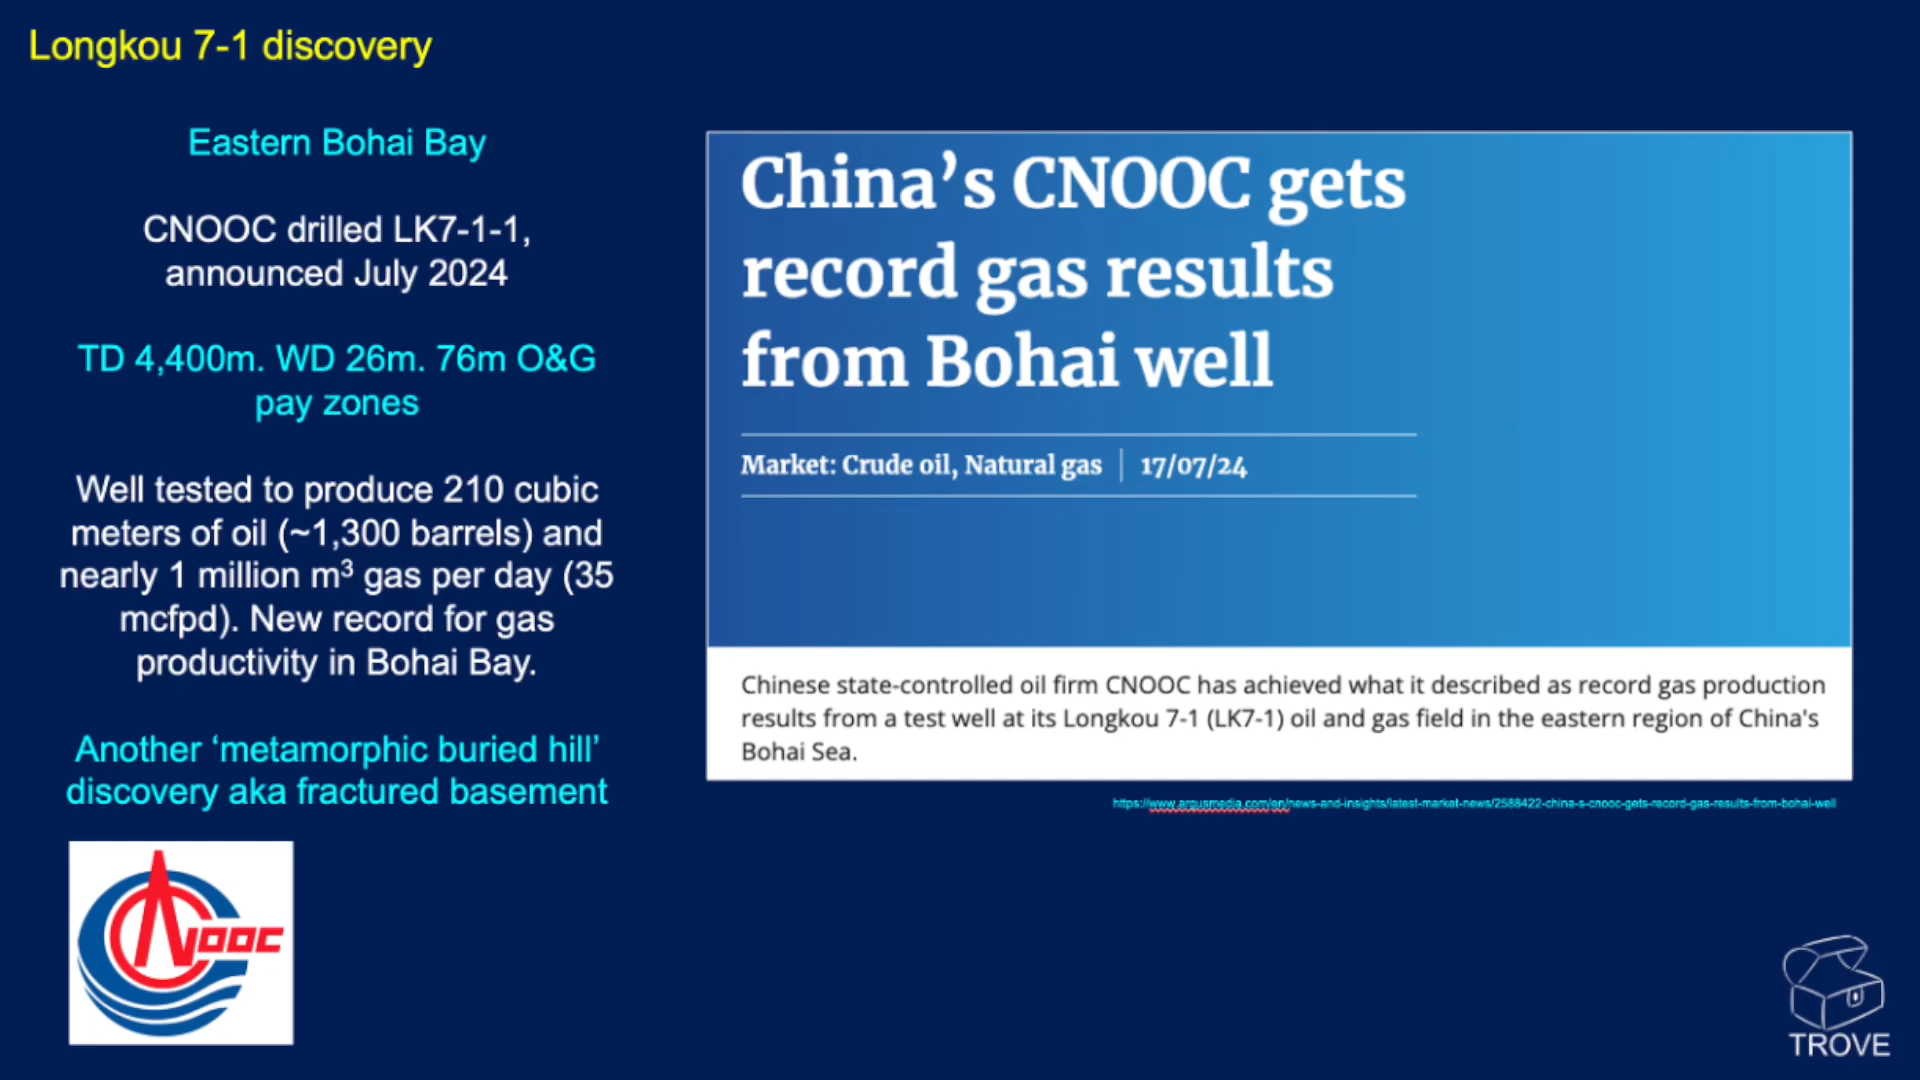 Longkou 7-1 discovery
Eastern Bohai Bay
CNOOC drilled LK7-1-1,
announced July 2024
TD 4,400m. WD 26m. 76m O&G
pay zones
Well tested to produce 210 cubic
meters of oil (~1,300 barrels) and
nearly 1 million m³ gas per day (35
mcfpd). New record for gas
productivity in Bohai Bay.
Another ‘metamorphic buried hill’
discovery aka fractured basement
CNOOC
China’s CNOOC gets
record gas results
from Bohai well
Market: Crude oil, Natural gas | 17/07/24
Chinese state-controlled oil firm CNOOC has achieved what it described as record gas production
results from a test well at its Longkou 7-1 (LK7-1) oil and gas field in the eastern region of China's
Bohai Sea.
https://www.argusmedia.com/en/news-and-insights/latest-market-news/2588422-china-s-cnooc-gets-record-gas-results-from-bohai-well
TROVE